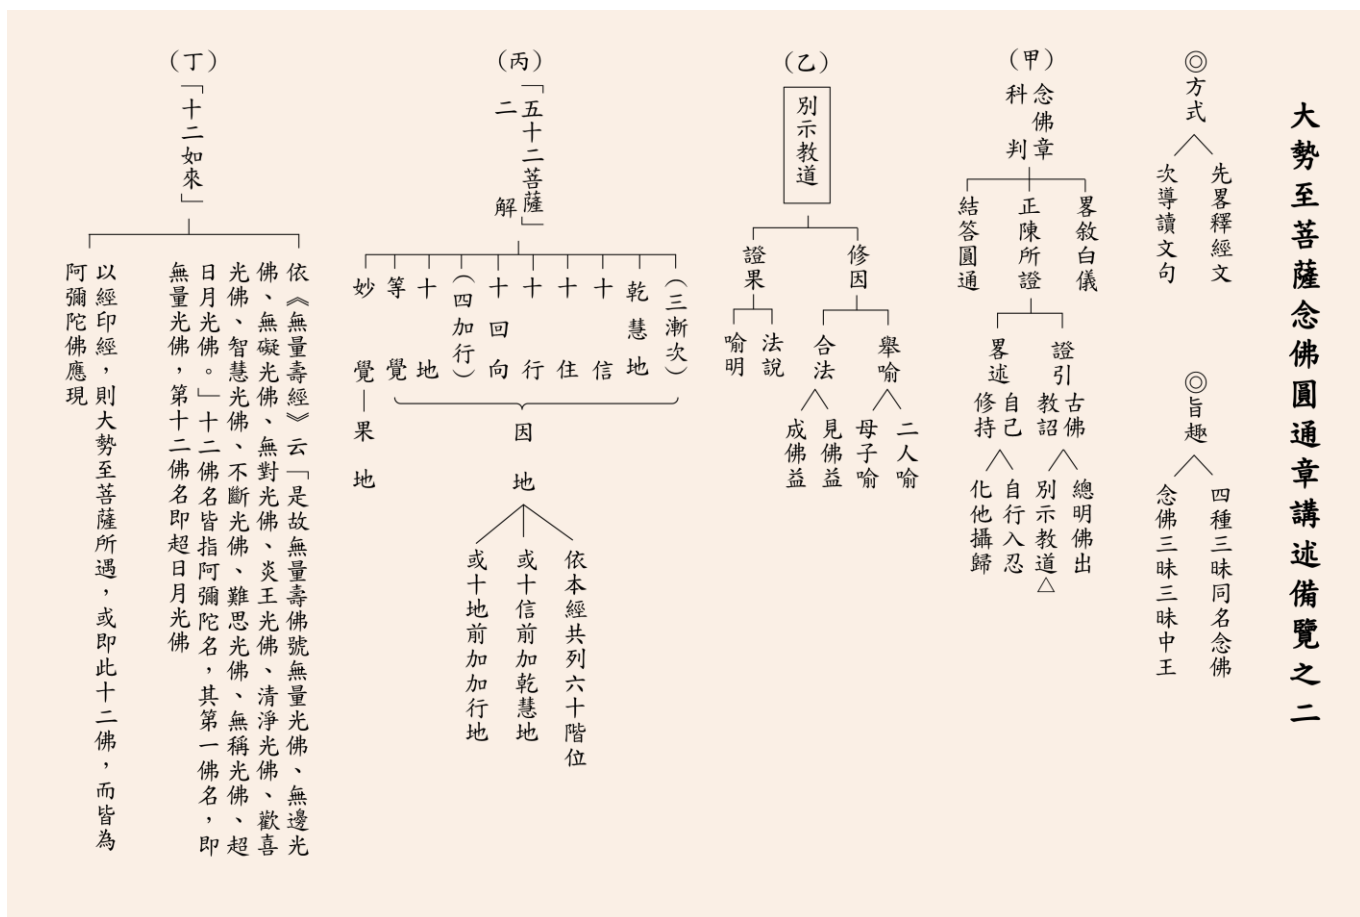 大勢至菩薩念佛圓通章講述備覽之二
◎方式
先畧釋經文
次導讀文句
◎旨趣
四種三昧同名念佛
念佛三昧三昧中王
（甲）
念佛章
科判
畧敘白儀
正陳所證
結答圓通
證引
古佛
教詔
總明佛出
別示教道△
畧述
自己
修持
自行入忍
化他攝歸
（乙）
別示教道
修因
舉喻
二人喻
母子喻
合法
見佛益
成佛益
證果
法說
喻明
（丙）
「五十二菩薩」
二解
（三漸次）
乾慧地
十信
十住
十行
十回向
（四加行）
十地
等覺
妙覺
因地
果地
依本經共列六十階位
或十信前加乾慧地
或十地前加加行地
（丁）
「十二如來」
依《無量壽經》云「是故無量壽佛號無量光佛、無邊光
佛、無礙光佛、無對光佛、炎王光佛、清淨光佛、歡喜
光佛、智慧光佛、不斷光佛、難思光佛、無稱光佛、超
日月光佛。」十二佛名皆指阿彌陀名，其第一佛名，即
無量光佛，第十二佛名即超日月光佛
以經印經，則大勢至菩薩所遇，或即此十二佛，而皆為
阿彌陀佛應現